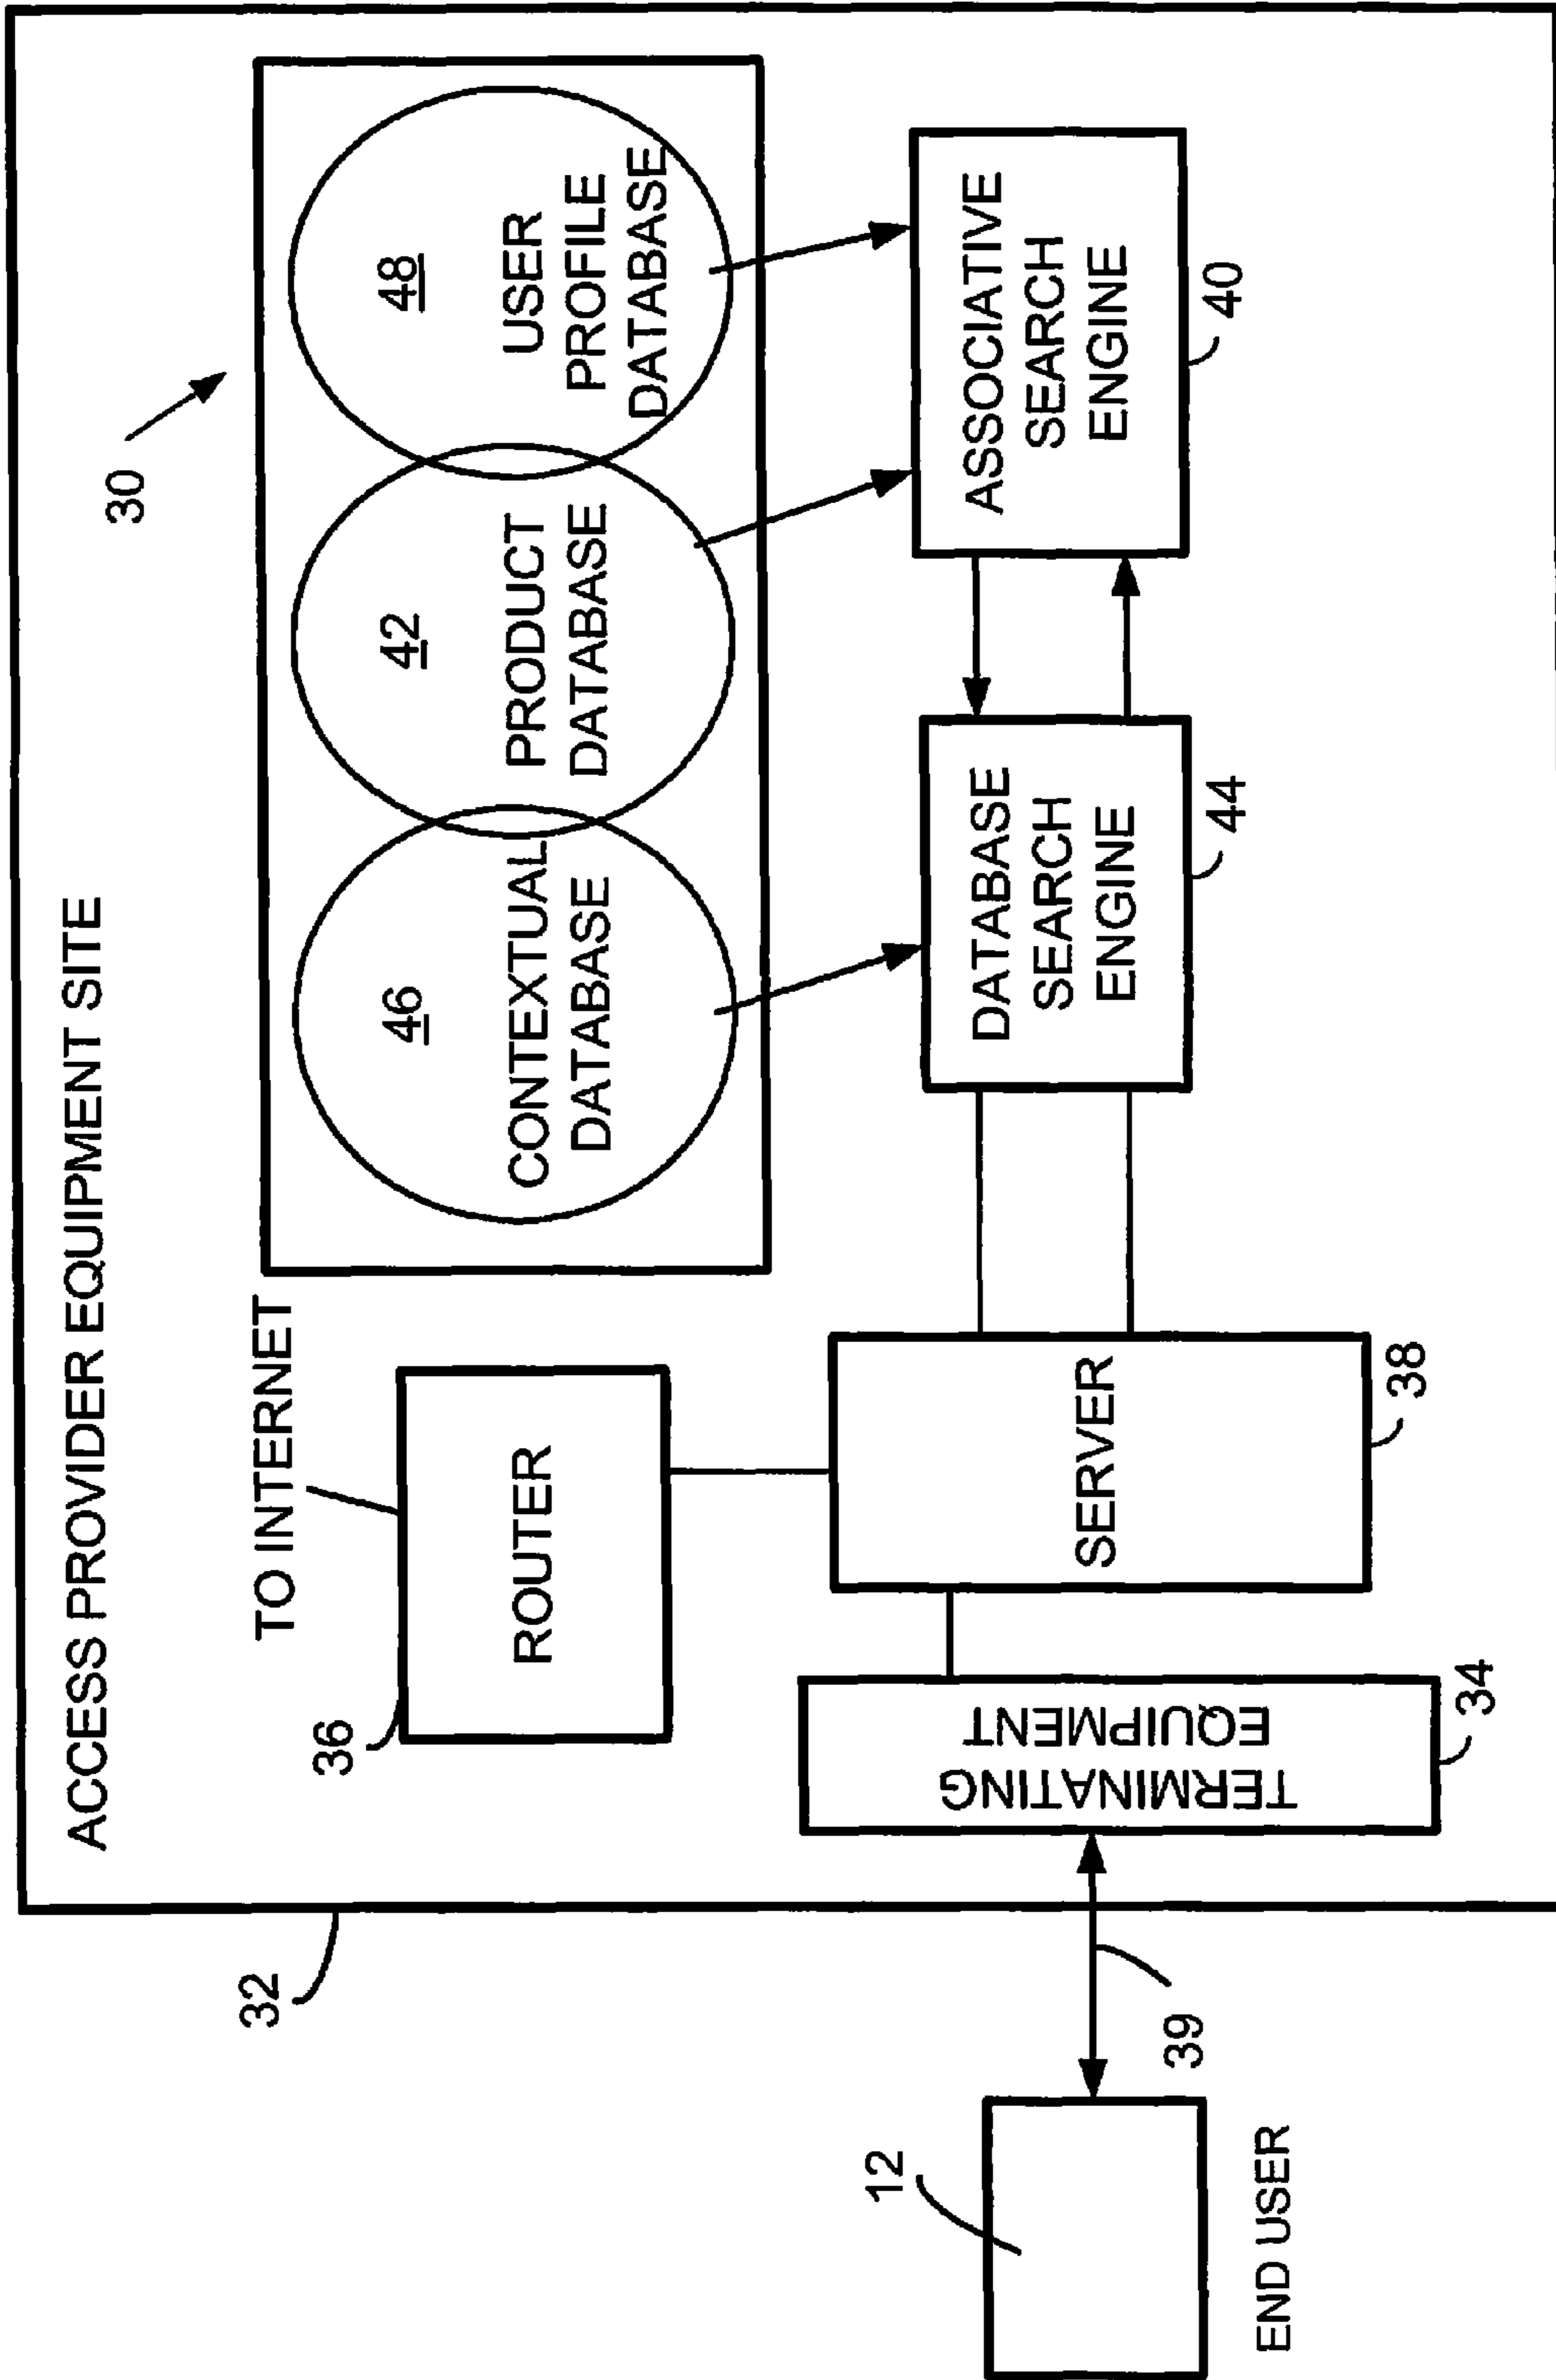 ACCESS PROVIDER EQUIPMENT SITE
30
32
TO INTERNET
36
ROUTER
46
CONTEXTUAL
DATABASE
42
PRODUCT
DATABASE
48
USER
PROFILE
DATABASE
12
END USER
39
TERMINATING
EQUIPMENT
34
SERVER
38
DATABASE
SEARCH
ENGINE
44
ASSOCIATIVE
SEARCH
ENGINE
40